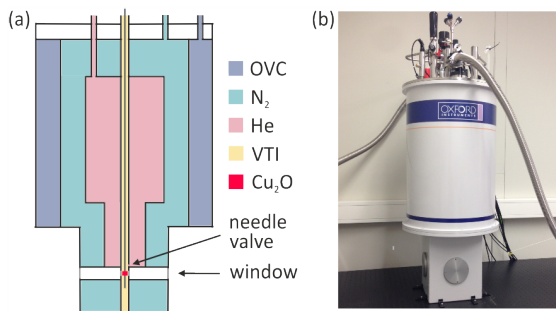 (a)
OVC
N₂
He
VTI
Cu₂O
needle
valve
window
(b)
OXFORD
INSTRUMENTS